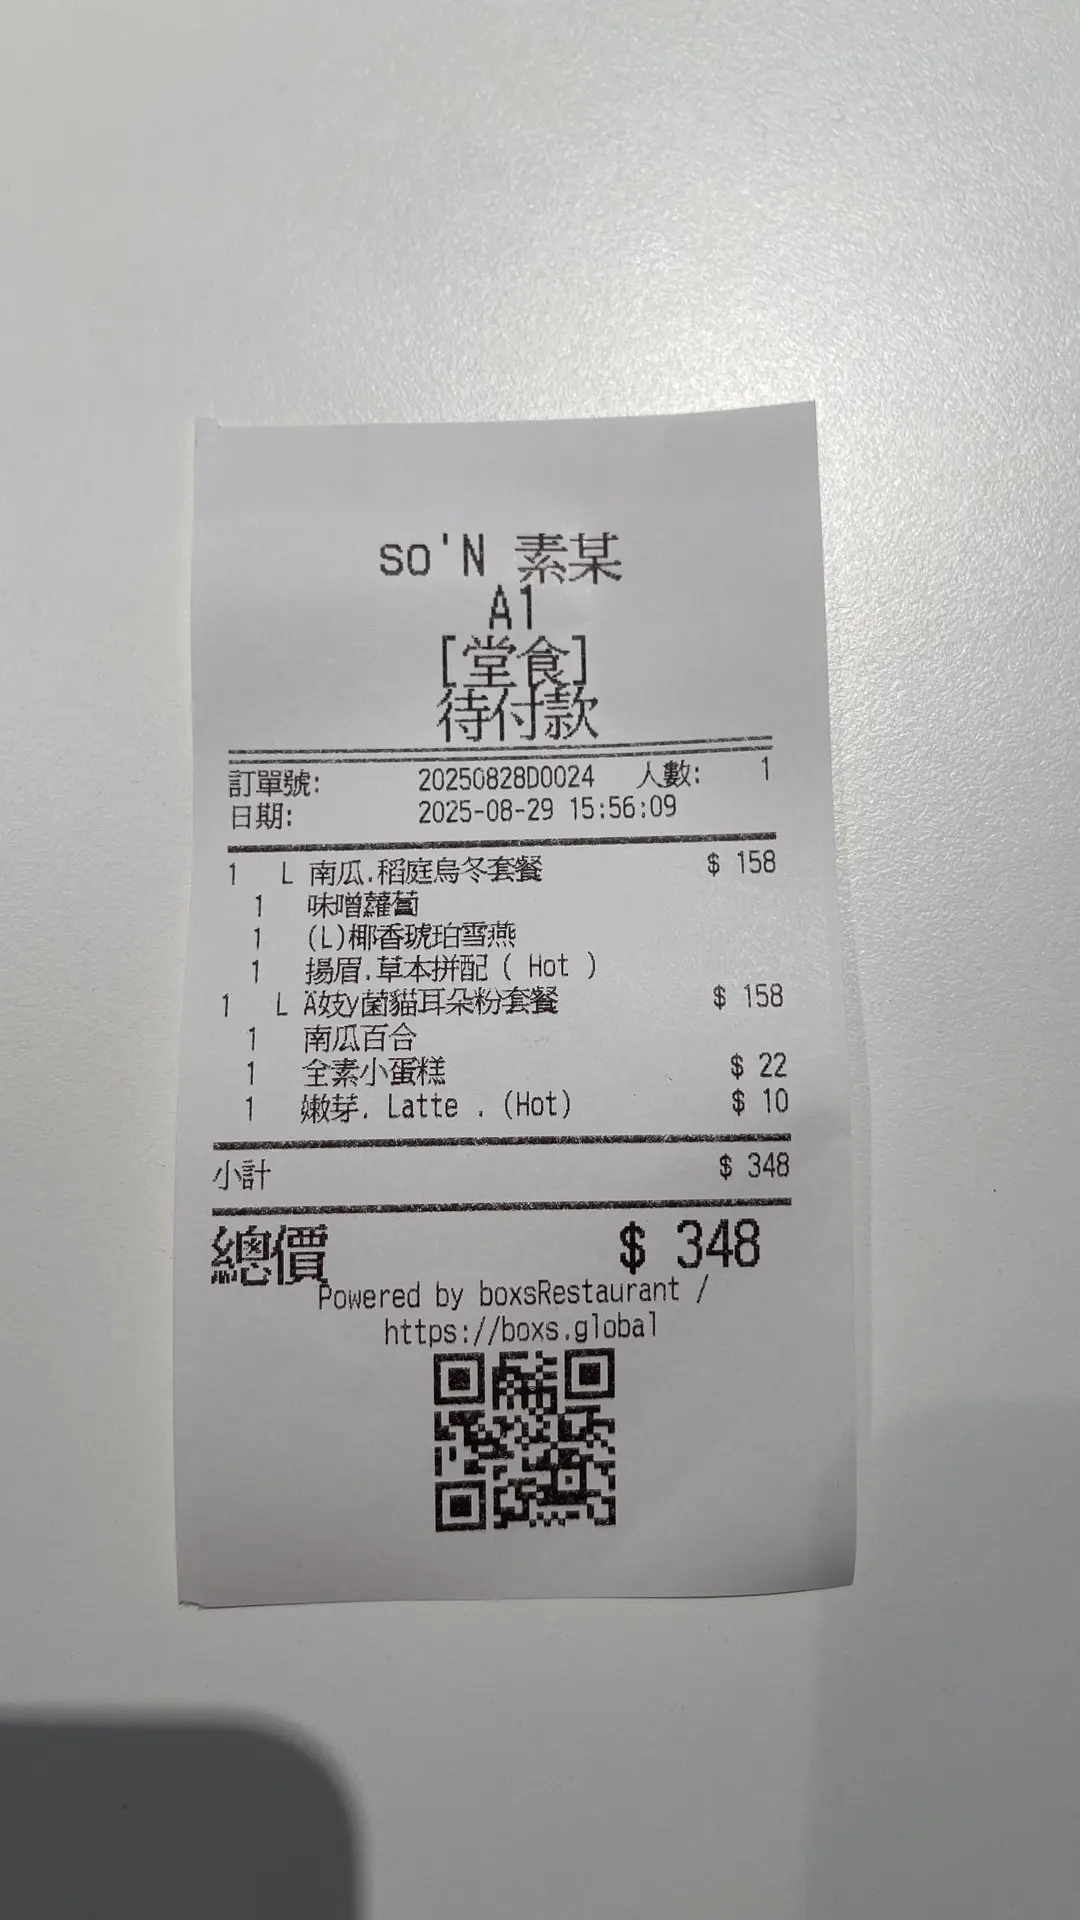 so'N 素某
A1
[堂食]
待付款
訂單號: 20250828D0024 人數: 1
日期: 2025-08-29 15:56:09
1 L 南瓜.稻庭烏冬套餐 $ 158
1 味噌蘿蔔
1 (L)椰香琥珀雪燕
1 揚眉.草本拼配 ( Hot )
1 L Ä妓y菌貓耳朵粉套餐 $ 158
1 南瓜百合
1 全素小蛋糕 $ 22
1 嫩芽. Latte . (Hot) $ 10
小計 $ 348
總價 $ 348
Powered by boxsRestaurant /
https://boxs.global